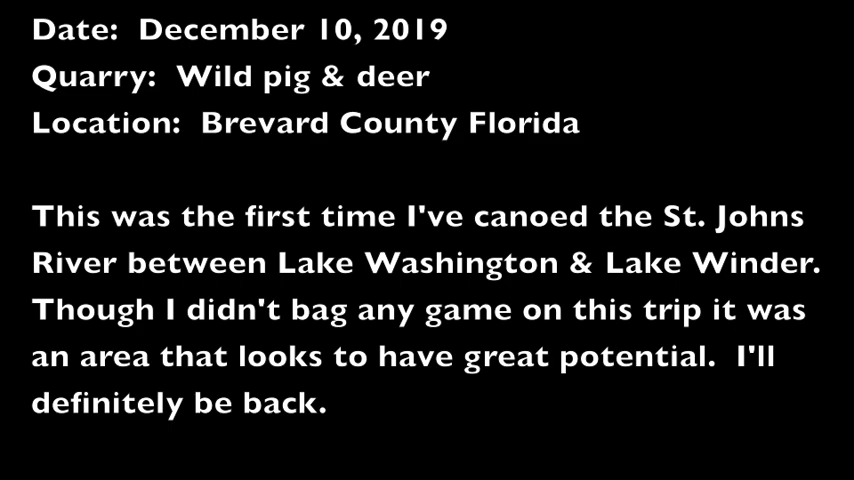 Date:  December 10, 2019
Quarry:  Wild pig & deer
Location:  Brevard County Florida
This was the first time I've canoed the St. Johns
River between Lake Washington & Lake Winder.
Though I didn't bag any game on this trip it was
an area that looks to have great potential.  I'll
definitely be back.